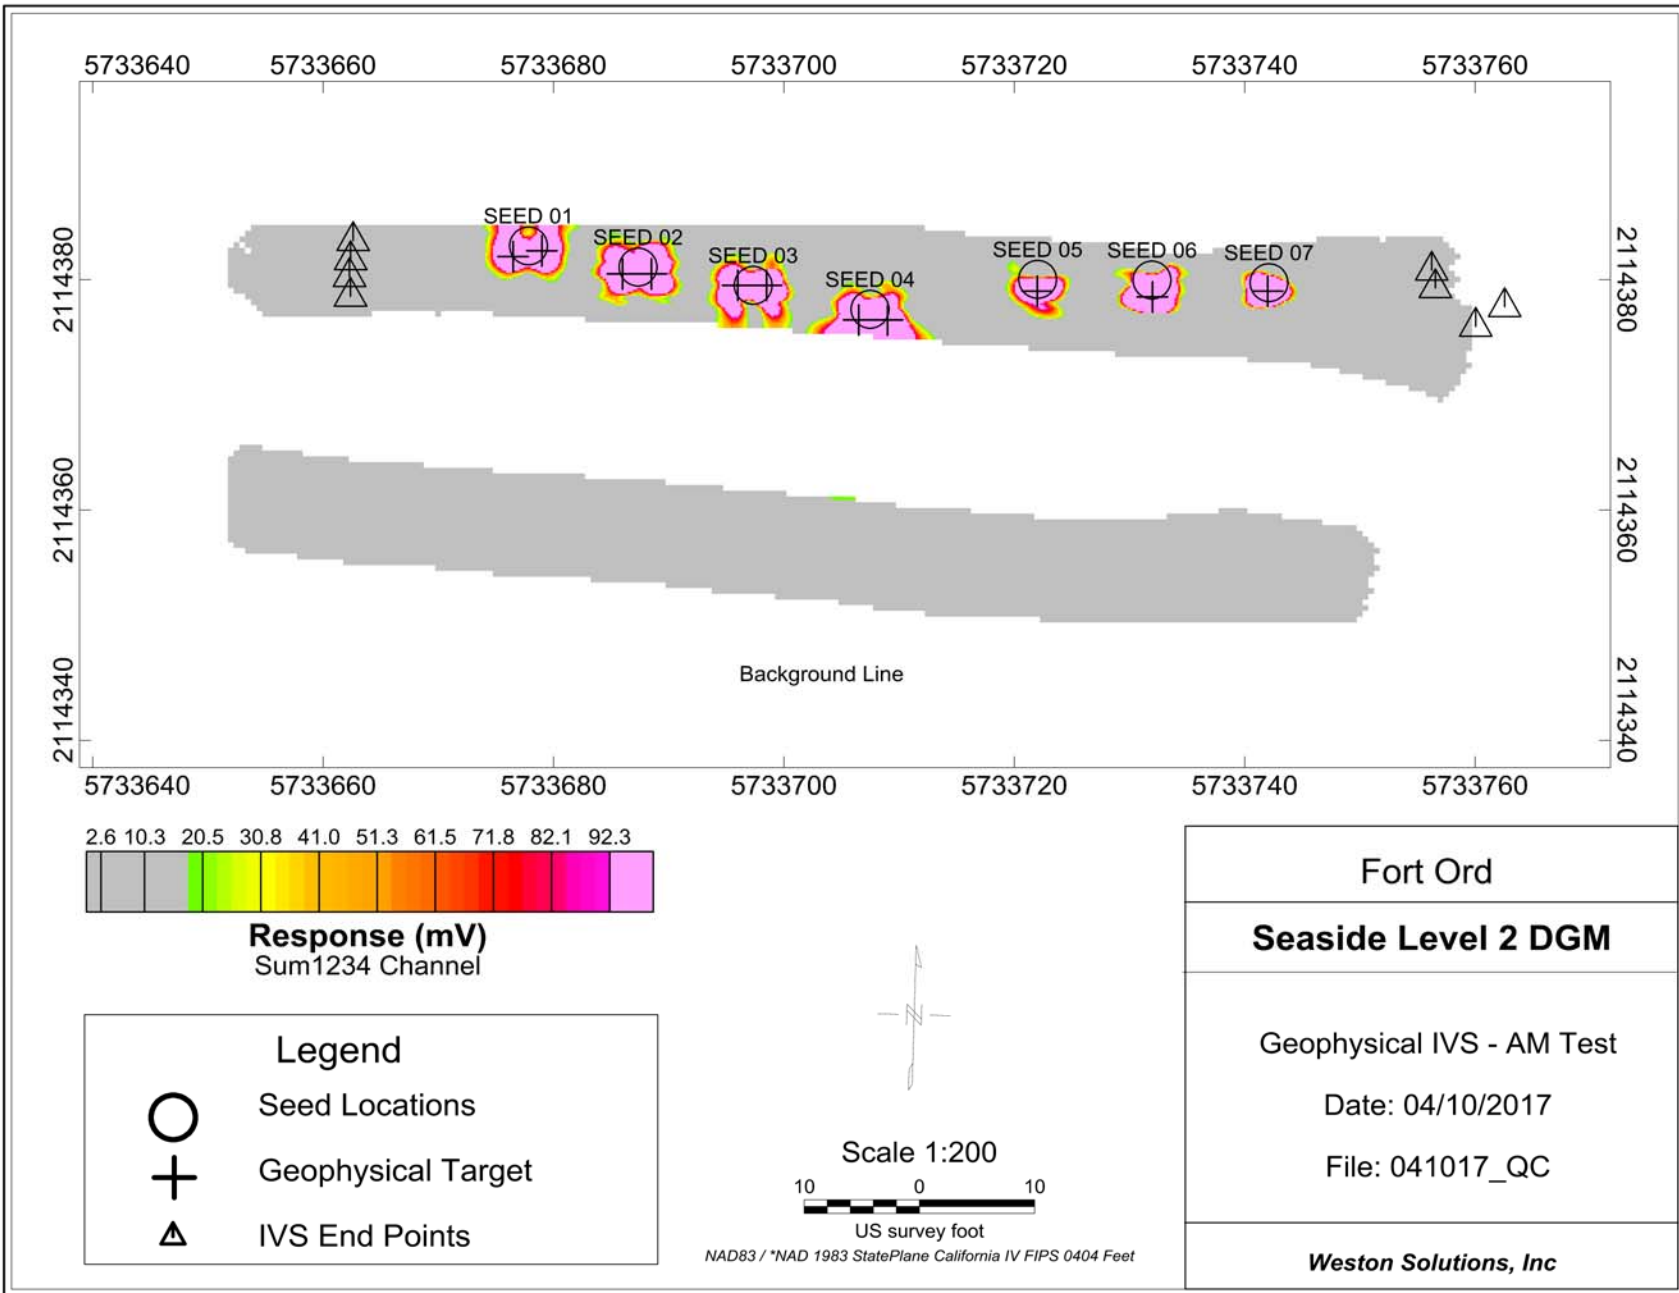 5733640 5733660 5733680 5733700 5733720 5733740 5733760
2114380
2114380
SEED 01
SEED 02
SEED 03
SEED 04
SEED 05
SEED 06
SEED 07
2114360
2114360
Background Line
2114340
2114340
5733640 5733660 5733680 5733700 5733720 5733740 5733760
2.6 10.3 20.5 30.8 41.0 51.3 61.5 71.8 82.1 92.3
Response (mV)
Sum1234 Channel
Legend
Seed Locations
Geophysical Target
IVS End Points
N
Scale 1:200
10 0 10
US survey foot
NAD83 / *NAD 1983 StatePlane California IV FIPS 0404 Feet
Fort Ord
Seaside Level 2 DGM
Geophysical IVS - AM Test
Date: 04/10/2017
File: 041017_QC
Weston Solutions, Inc